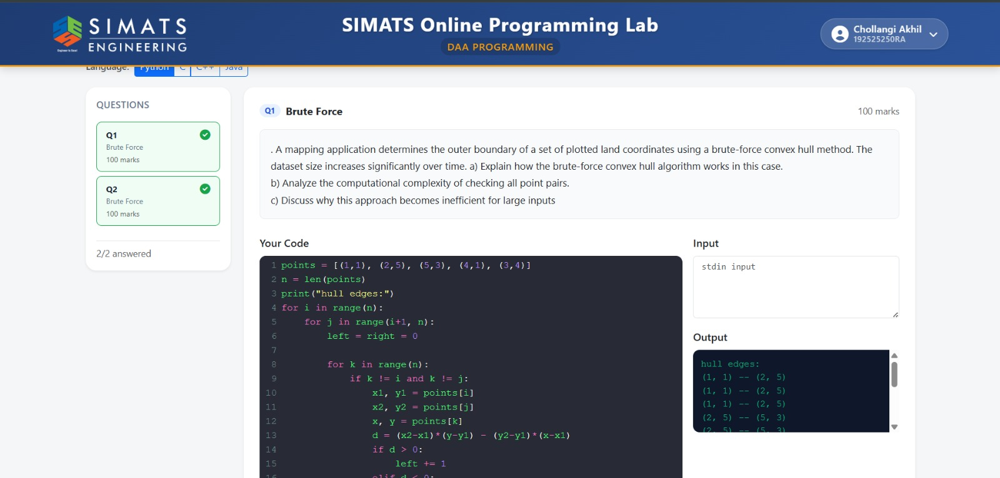 SIMATS
ENGINEERING
Engineer to Excel
SIMATS Online Programming Lab
DAA PROGRAMMING
Chollangi Akhil
192525250RA
Language: Python C C++ Java
QUESTIONS
Q1
Brute Force
100 marks
Q2
Brute Force
100 marks
2/2 answered
Q1 Brute Force 100 marks
. A mapping application determines the outer boundary of a set of plotted land coordinates using a brute-force convex hull method. The
dataset size increases significantly over time. a) Explain how the brute-force convex hull algorithm works in this case.
b) Analyze the computational complexity of checking all point pairs.
c) Discuss why this approach becomes inefficient for large inputs
Your Code
1 points = [(1,1), (2,5), (5,3), (4,1), (3,4)]
2 n = len(points)
3 print("hull edges:")
4 for i in range(n):
5     for j in range(i+1, n):
6         left = right = 0
7
8         for k in range(n):
9             if k != i and k != j:
10                 x1, y1 = points[i]
11                 x2, y2 = points[j]
12                 x, y = points[k]
13                 d = (x2-x1)*(y-y1) - (y2-y1)*(x-x1)
14                 if d > 0:
15                     left += 1
16                 elif d < 0:
Input
stdin input
Output
hull edges:
(1, 1) -- (2, 5)
(1, 1) -- (2, 5)
(1, 1) -- (2, 5)
(2, 5) -- (5, 3)
(2, 5) -- (5, 3)